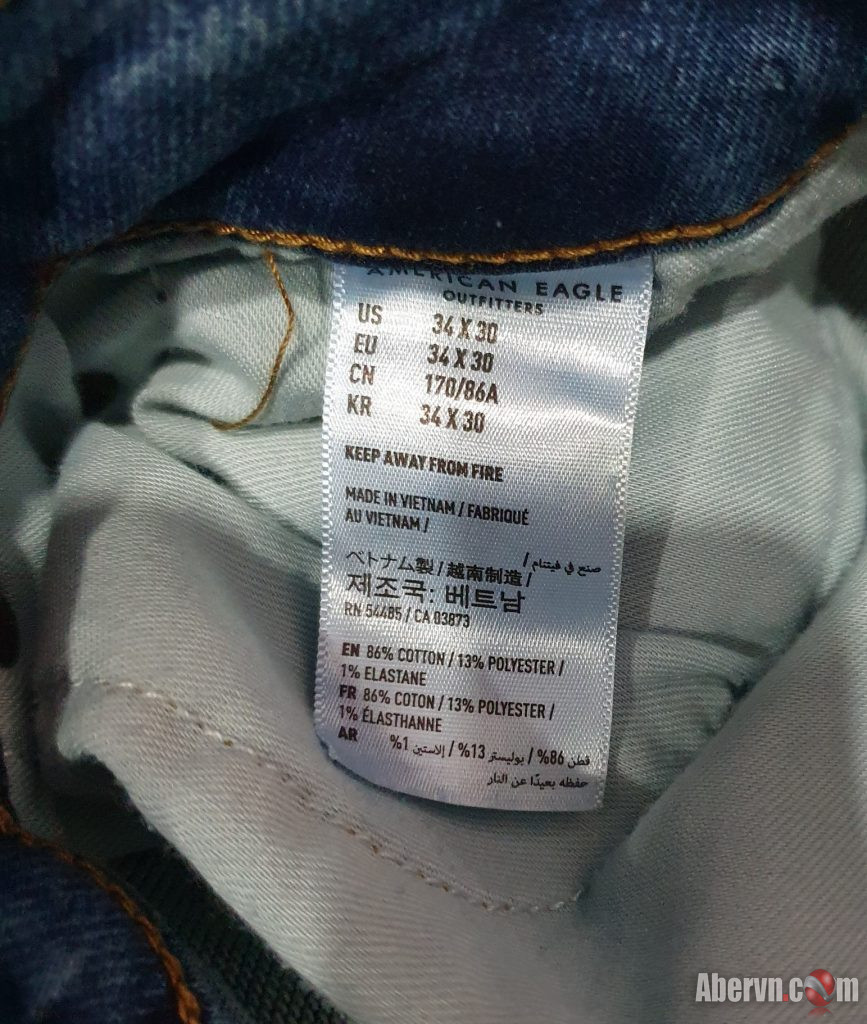 AMERICAN EAGLE
OUTFITTERS
US 34 X 30
EU 34 X 30
CN 170/86A
KR 34 X 30
KEEP AWAY FROM FIRE
MADE IN VIETNAM / FABRIQUÉ
AU VIETNAM /
صنع في فيتنام /
ベトナム製 / 越南制造 /
제조국: 베트남
RN 54485 / CA 03873
EN 86% COTTON / 13% POLYESTER /
1% ELASTANE
FR 86% COTON / 13% POLYESTER /
1% ÉLASTHANNE
AR قطن 86% / بوليستر 13% / إلاستين 1%
حفظه بعيدًا عن النار
Abervn.com